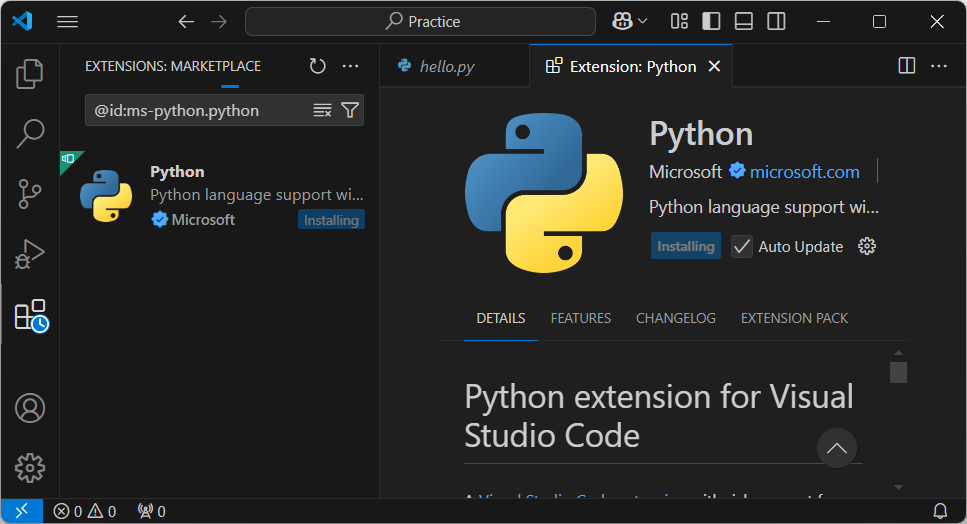 Practice
EXTENSIONS: MARKETPLACE
@id:ms-python.python
Python
Python language support wi...
Microsoft
Installing
hello.py
Extension: Python
Python
Microsoft microsoft.com
Python language support wi...
Installing Auto Update
DETAILS FEATURES CHANGELOG EXTENSION PACK
Python extension for Visual
Studio Code
0 0 0